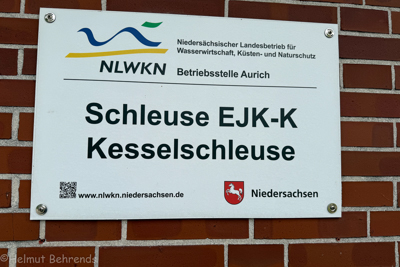 Niedersächsischer Landesbetrieb für
Wasserwirtschaft, Küsten- und Naturschutz
NLWKN Betriebsstelle Aurich
Schleuse EJK-K
Kesselschleuse
www.nlwkn.niedersachsen.de
Niedersachsen
©Helmut Behrends